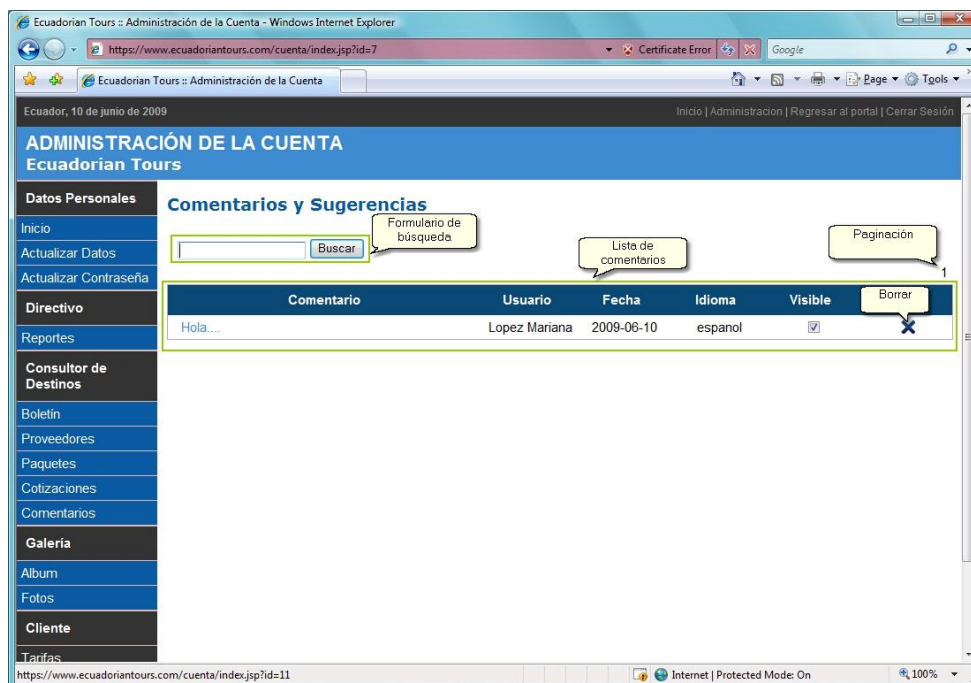 Ecuadorian Tours :: Administración de la Cuenta - Windows Internet Explorer
https://www.ecuadoriantours.com/cuenta/index.jsp?id=7
Certificate Error
Google
Ecuadorian Tours :: Administración de la Cuenta
Page
Tools
Ecuador, 10 de junio de 2009
Inicio | Administracion | Regresar al portal | Cerrar Sesión
ADMINISTRACIÓN DE LA CUENTA
Ecuadorian Tours
Datos Personales
Inicio
Actualizar Datos
Actualizar Contraseña
Directivo
Reportes
Consultor de
Destinos
Boletín
Proveedores
Paquetes
Cotizaciones
Comentarios
Galería
Album
Fotos
Cliente
Tarifas
Comentarios y Sugerencias
Formulario de
búsqueda
Buscar
Lista de
comentarios
Paginación
1
Comentario Usuario Fecha Idioma Visible
Borrar
Hola.... Lopez Mariana 2009-06-10 espanol
https://www.ecuadoriantours.com/cuenta/index.jsp?id=11
Internet | Protected Mode: On
100%